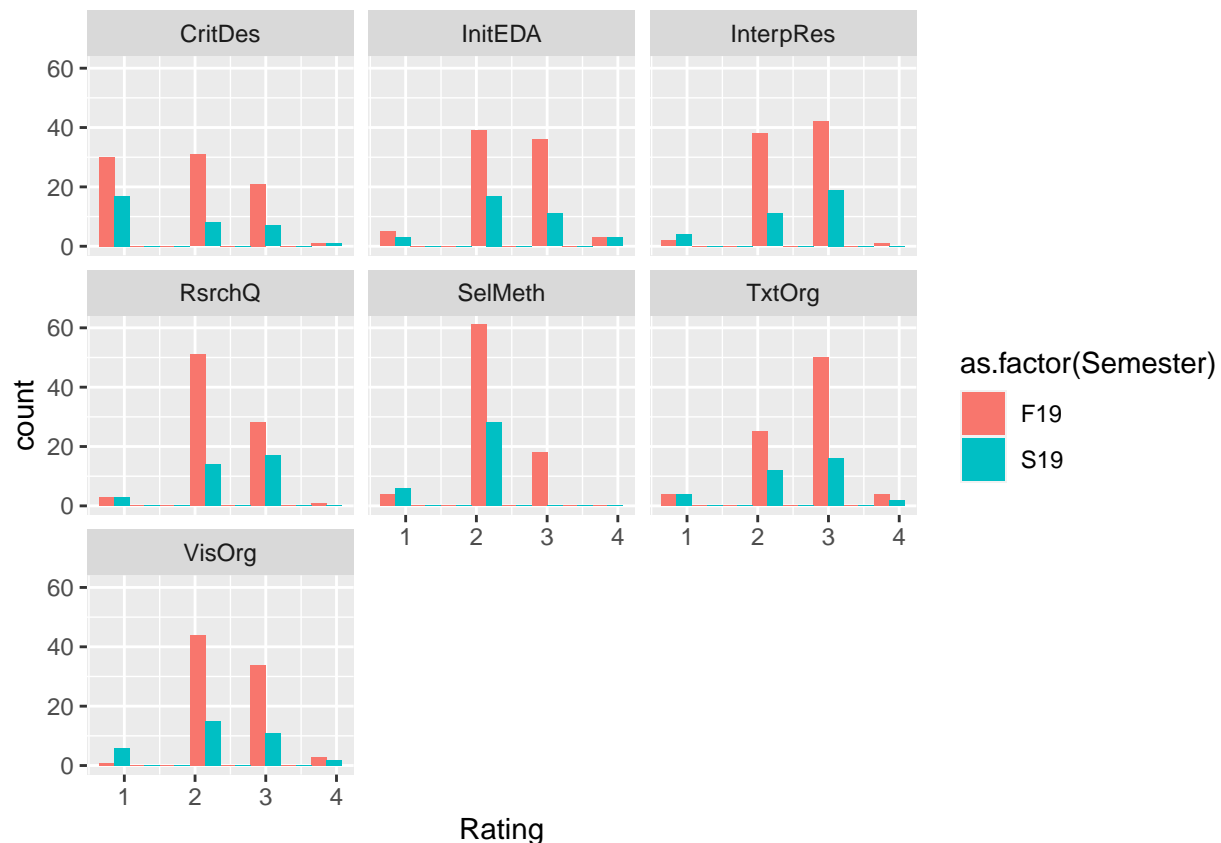 CritDes InitEDA InterpRes
60
40
20
0
RsrchQ SelMeth TxtOrg
60
40
20
0
1 2 3 4 1 2 3 4
VisOrg
60
40
20
0
1 2 3 4
count
Rating
as.factor(Semester)
F19
S19